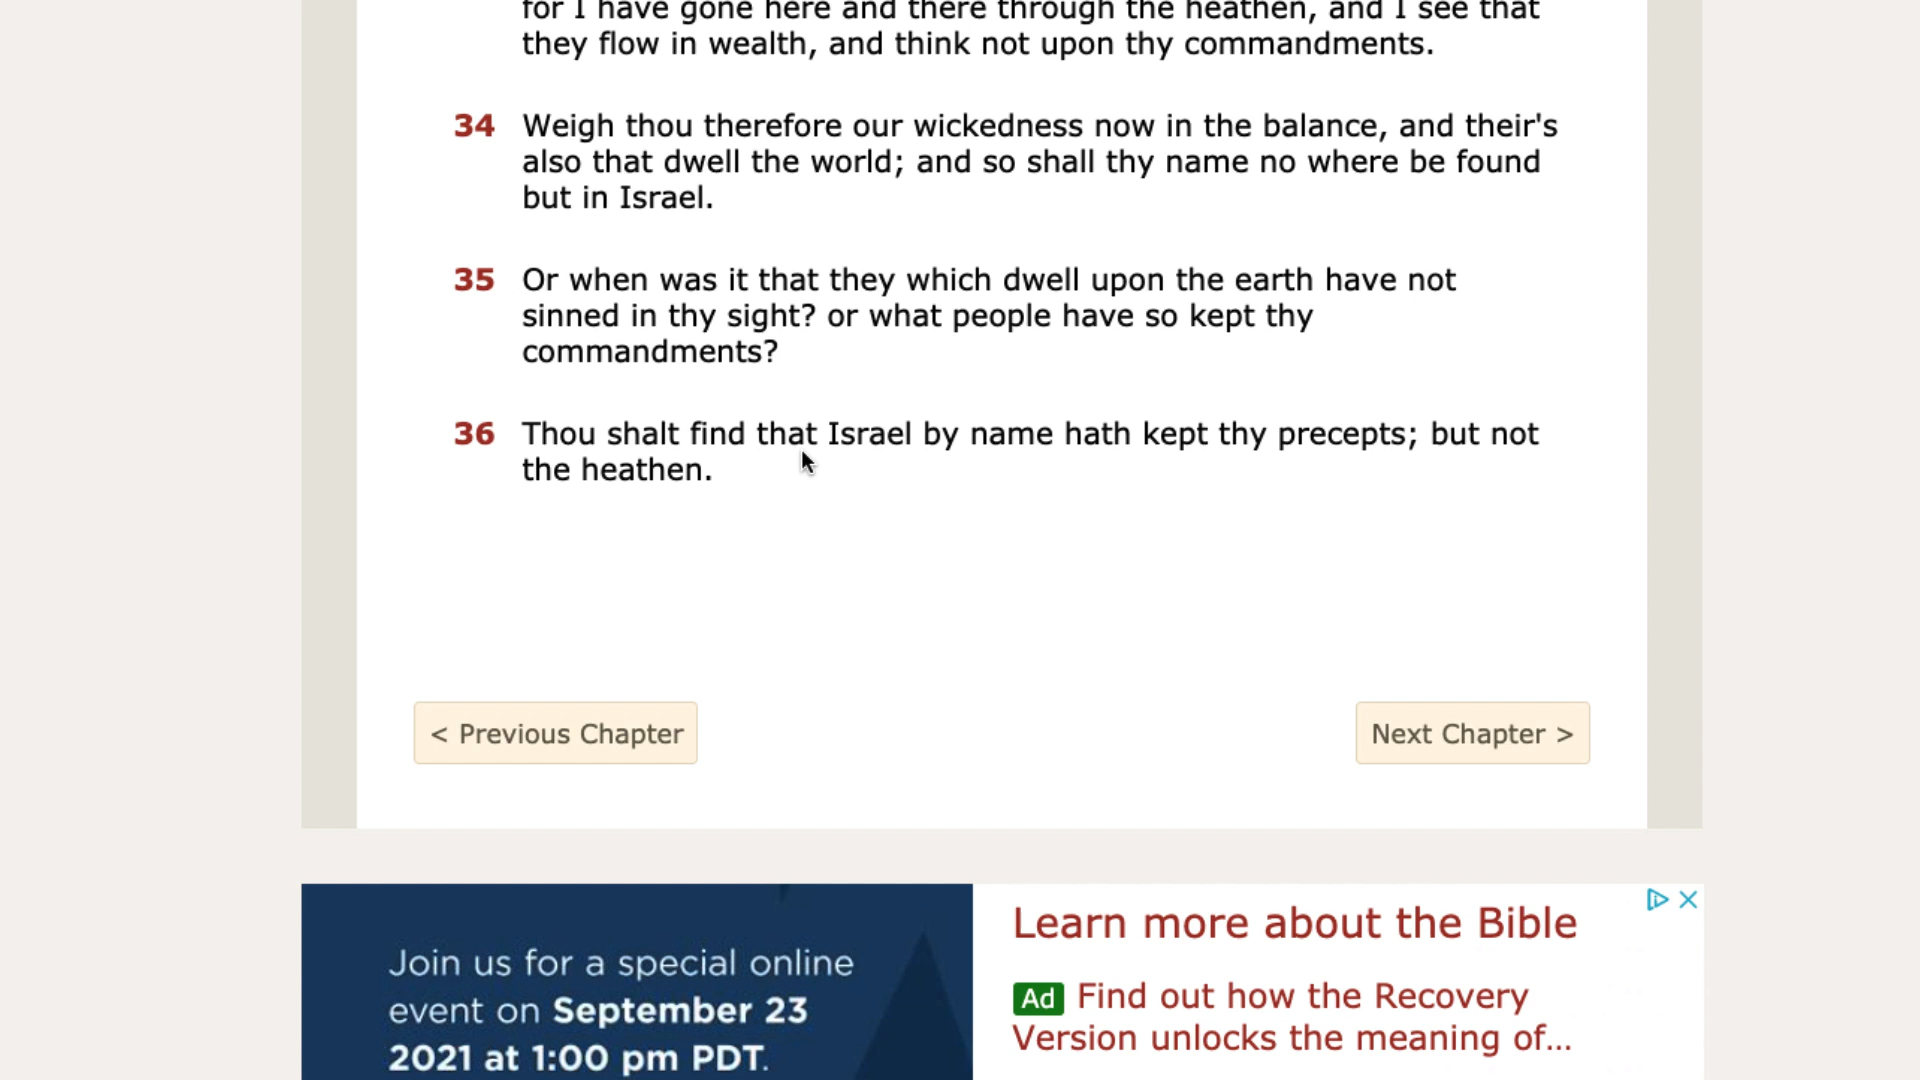 for I have gone here and there through the heathen, and I see that
they flow in wealth, and think not upon thy commandments.
34 Weigh thou therefore our wickedness now in the balance, and their's
also that dwell the world; and so shall thy name no where be found
but in Israel.
35 Or when was it that they which dwell upon the earth have not
sinned in thy sight? or what people have so kept thy
commandments?
36 Thou shalt find that Israel by name hath kept thy precepts; but not
the heathen.
< Previous Chapter
Next Chapter >
Join us for a special online
event on September 23
2021 at 1:00 pm PDT.
Learn more about the Bible
Ad Find out how the Recovery
Version unlocks the meaning of...